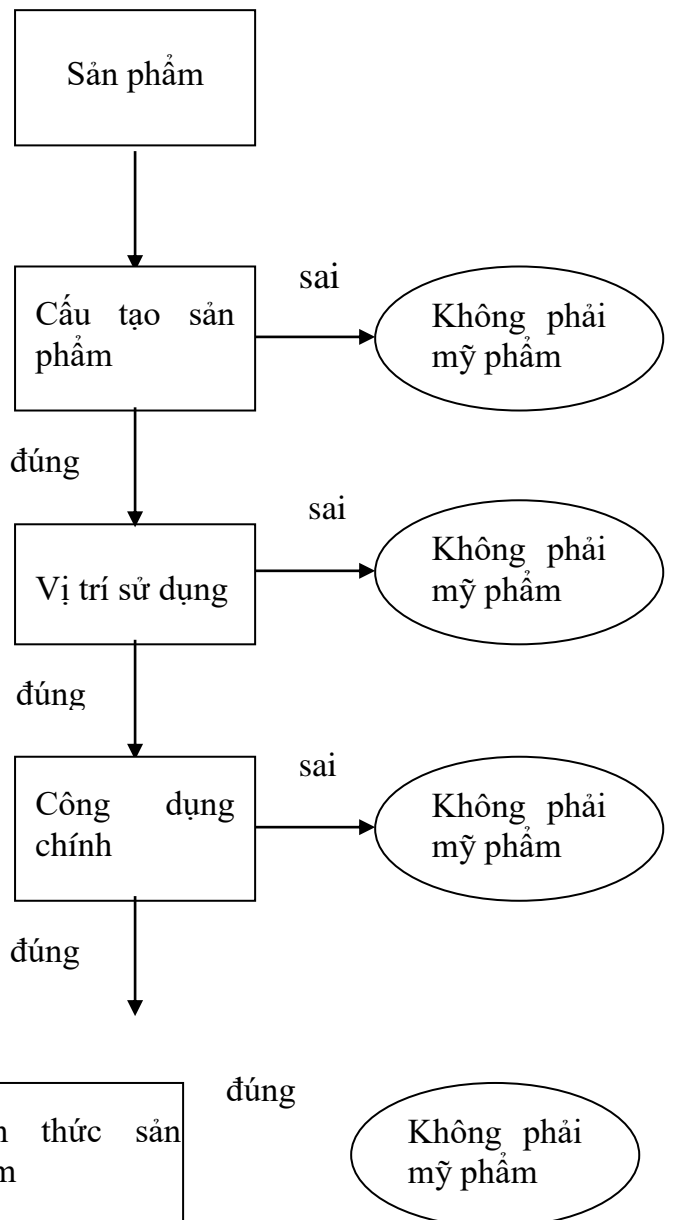 Sản phẩm
sai
Cấu tạo sản
phẩm
Không phải
mỹ phẩm
đúng
sai
Vị trí sử dụng
Không phải
mỹ phẩm
đúng
sai
Công dụng
chính
Không phải
mỹ phẩm
đúng
đúng
thức sản
Không phải
mỹ phẩm